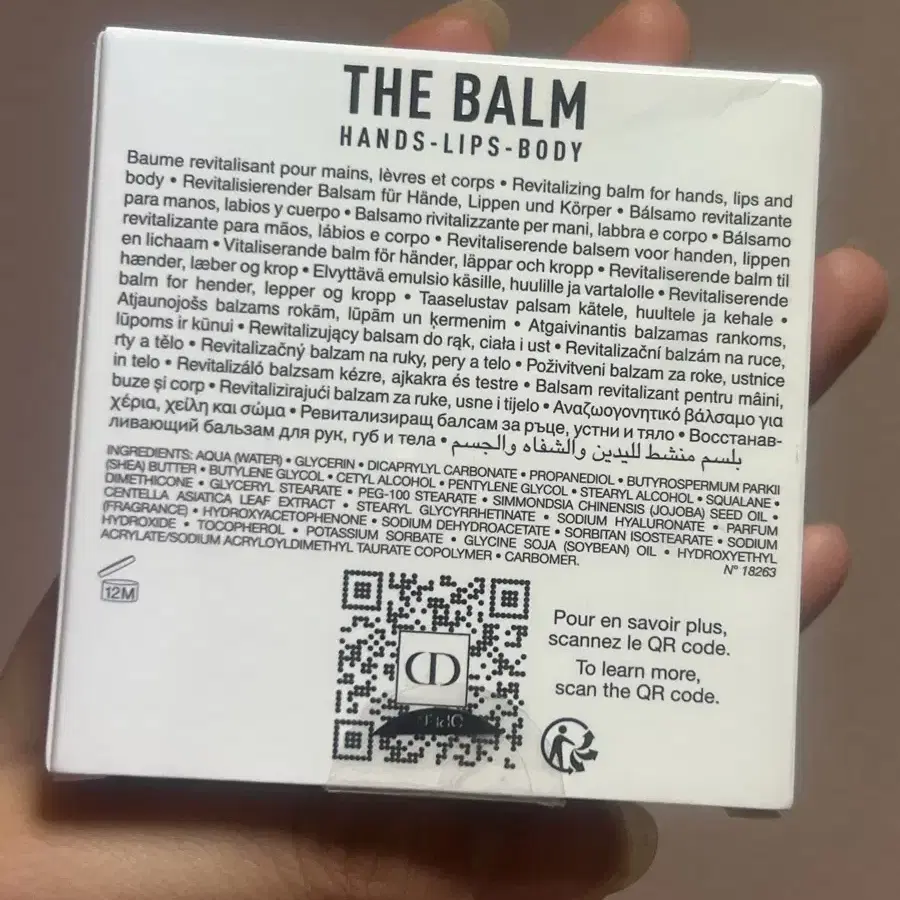 THE BALM
HANDS-LIPS-BODY
Baume revitalisant pour mains, lèvres et corps • Revitalizing balm for hands, lips and
body • Revitalisierender Balsam für Hände, Lippen und Körper • Bálsamo revitalizante
para manos, labios y cuerpo • Balsamo rivitalizzante per mani, labbra e corpo • Bálsamo
revitalizante para mãos, lábios e corpo • Revitaliserende balsem voor handen, lippen
en lichaam • Vitaliserande balm för händer, läppar och kropp • Revitaliserende balm til
hænder, læber og krop • Elvyttävä emulsio käsille, huulille ja vartalolle • Revitaliserende
balm for hender, lepper og kropp • Taaselustav palsam kätele, huultele ja kehale •
Atjaunojošs balzams rokām, lūpām un ķermenim • Atgaivinantis balzamas rankoms,
lūpoms ir kūnui • Rewitalizujący balsam do rąk, ciała i ust • Revitalizační balzám na ruce,
rty a tělo • Revitalizačný balzam na ruky, pery a telo • Poživitveni balzam za roke, ustnice
in telo • Revitalizáló balzsam kézre, ajkakra és testre • Balsam revitalizant pentru mâini,
buze și corp • Revitalizirajući balzam za ruke, usne i tijelo • Αναζωογονητικό βάλσαμο για
χέρια, χείλη και σώμα • Ревитализиращ балсам за ръце, устни и тяло • Восстанав-
ливающий бальзам для рук, губ и тела • بلسم منشط لليدين والشفاه والجسم •
INGREDIENTS: AQUA (WATER) • GLYCERIN • DICAPRYLYL CARBONATE • PROPANEDIOL • BUTYROSPERMUM PARKII
(SHEA) BUTTER • BUTYLENE GLYCOL • CETYL ALCOHOL • PENTYLENE GLYCOL • STEARYL ALCOHOL • SQUALANE •
DIMETHICONE • GLYCERYL STEARATE • PEG-100 STEARATE • SIMMONDSIA CHINENSIS (JOJOBA) SEED OIL •
CENTELLA ASIATICA LEAF EXTRACT • STEARYL GLYCYRRHETINATE • SODIUM HYALURONATE • PARFUM
(FRAGRANCE) • HYDROXYACETOPHENONE • SODIUM DEHYDROACETATE • SORBITAN ISOSTEARATE • SODIUM
HYDROXIDE • TOCOPHEROL • POTASSIUM SORBATE • GLYCINE SOJA (SOYBEAN) OIL • HYDROXYETHYL
ACRYLATE/SODIUM ACRYLOYLDIMETHYL TAURATE COPOLYMER • CARBOMER.
N° 18263
12M
CD
Pour en savoir plus,
scannez le QR code.
To learn more,
scan the QR code.